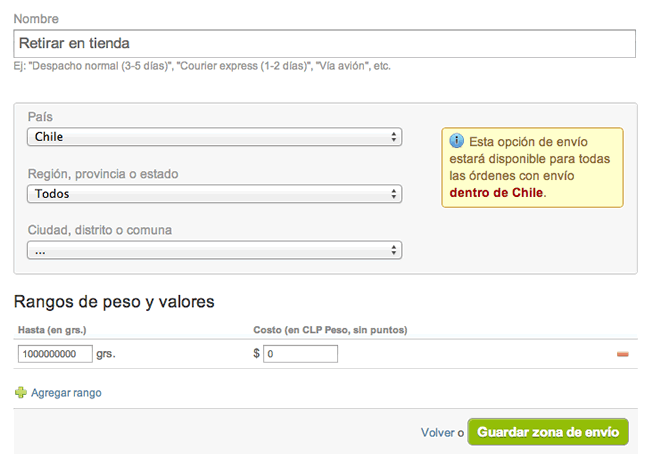 Nombre
Retirar en tienda
Ej: "Despacho normal (3-5 días)", "Courier express (1-2 días)", "Vía avión", etc.
País
Chile
Esta opción de envío
estará disponible para todas
las órdenes con envío
dentro de Chile.
Región, provincia o estado
Todos
Ciudad, distrito o comuna
...
Rangos de peso y valores
Hasta (en grs.) Costo (en CLP Peso, sin puntos)
1000000000 grs. $ 0
Agregar rango
Volver o Guardar zona de envío